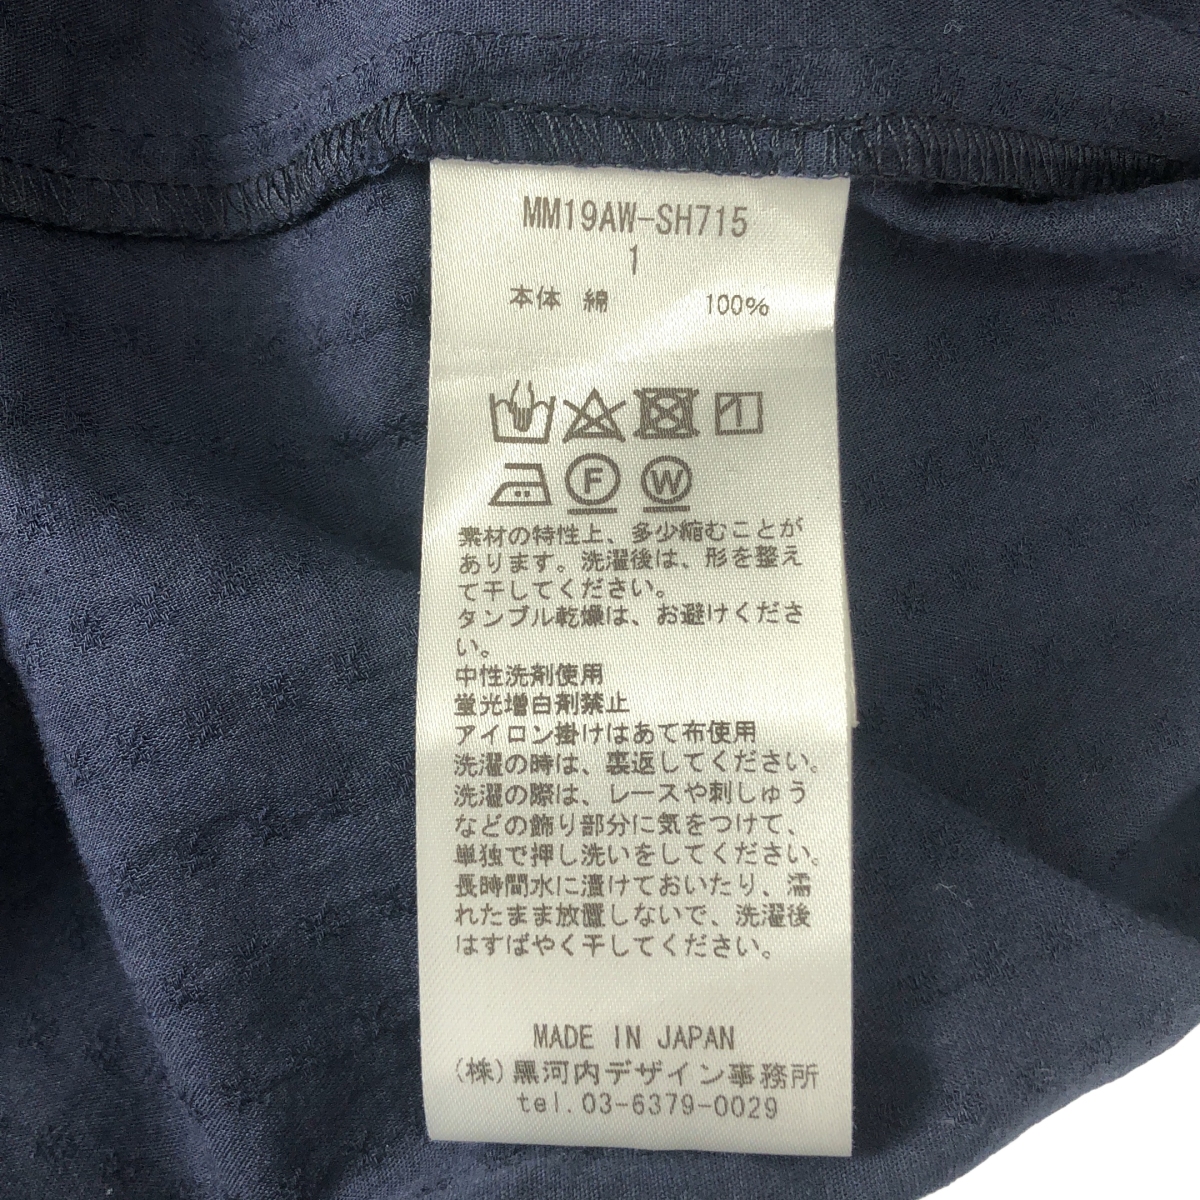 MM19AW-SH715
1
本体 綿 100%
F W
素材の特性上、多少縮むことが
あります。洗濯後は、形を整え
て干してください。
タンブル乾燥は、お避けくださ
い。
中性洗剤使用
蛍光増白剤禁止
アイロン掛けはあて布使用
洗濯の時は、裏返してください。
洗濯の際は、レースや刺しゅう
などの飾り部分に気をつけて、
単独で押し洗いをしてください。
長時間水に漬けておいたり、濡
れたまま放置しないで、洗濯後
はすばやく干してください。
MADE IN JAPAN
(株)黒河内デザイン事務所
tel.03-6379-0029